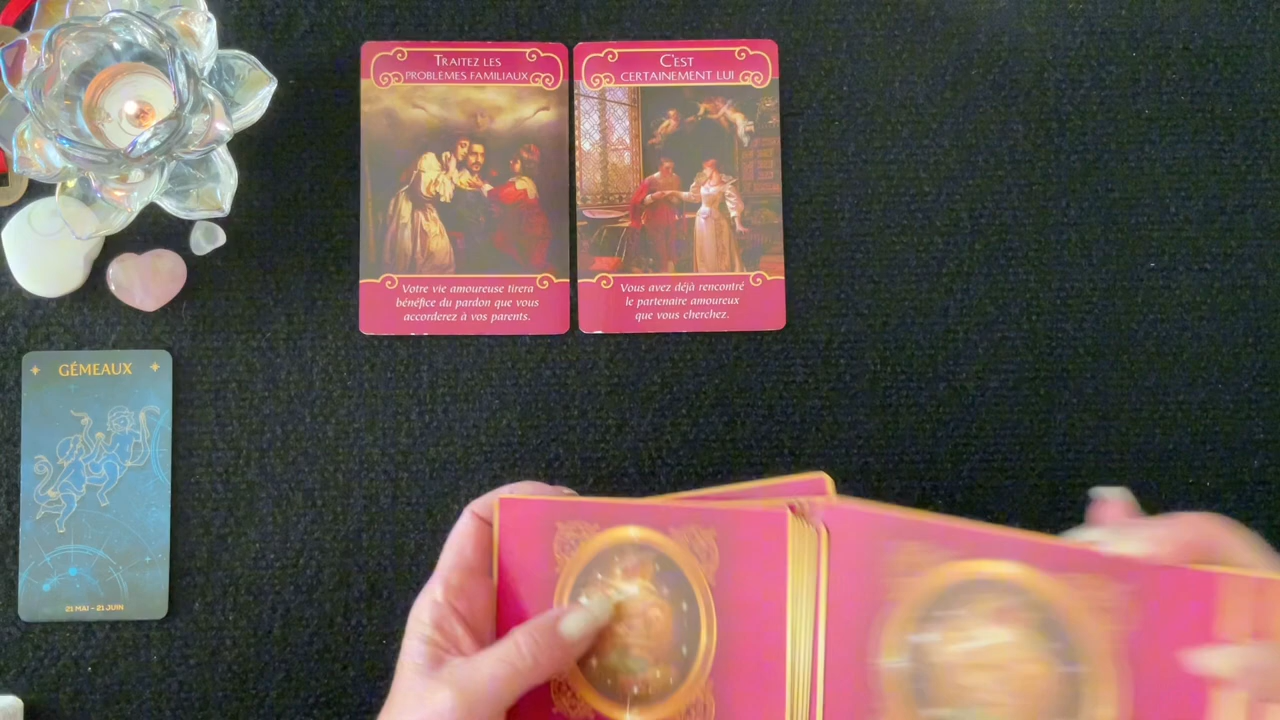 TRAITEZ LES
PROBLEMES FAMILIAUX
Votre vie amoureuse tirera
bénéfice du pardon que vous
accorderez à vos parents.
C'EST
CERTAINEMENT LUI
Vous avez déjà rencontré
le partenaire amoureux
que vous cherchez.
GÉMEAUX
21 MAI - 21 JUIN